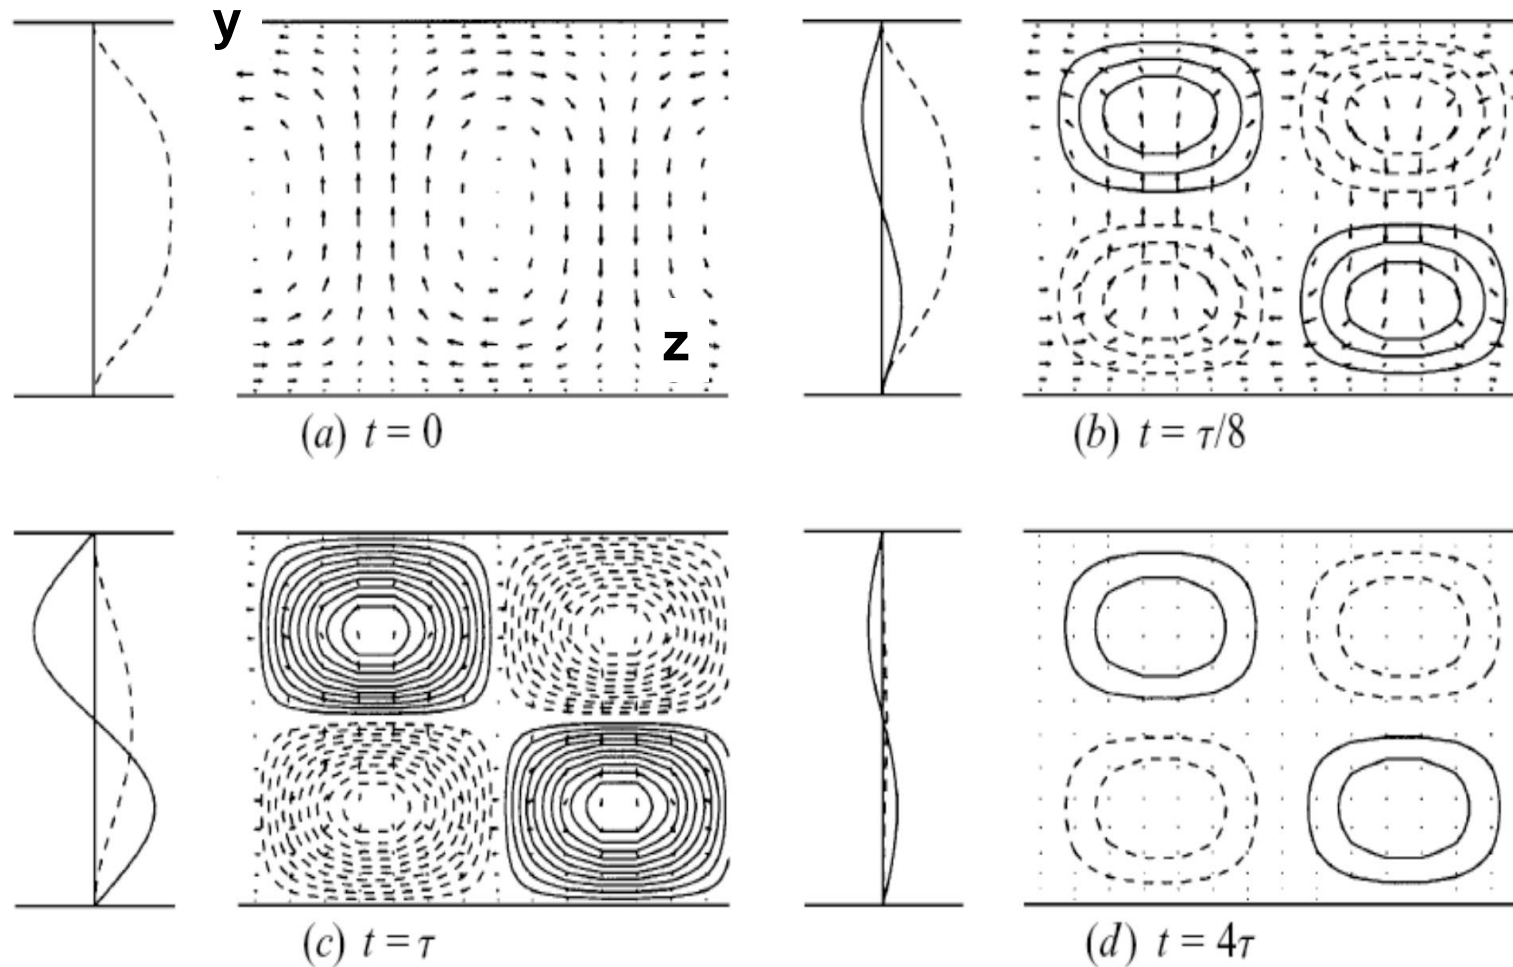 y
z
(a) t = 0
(b) t = τ/8
(c) t = τ
(d) t = 4τ